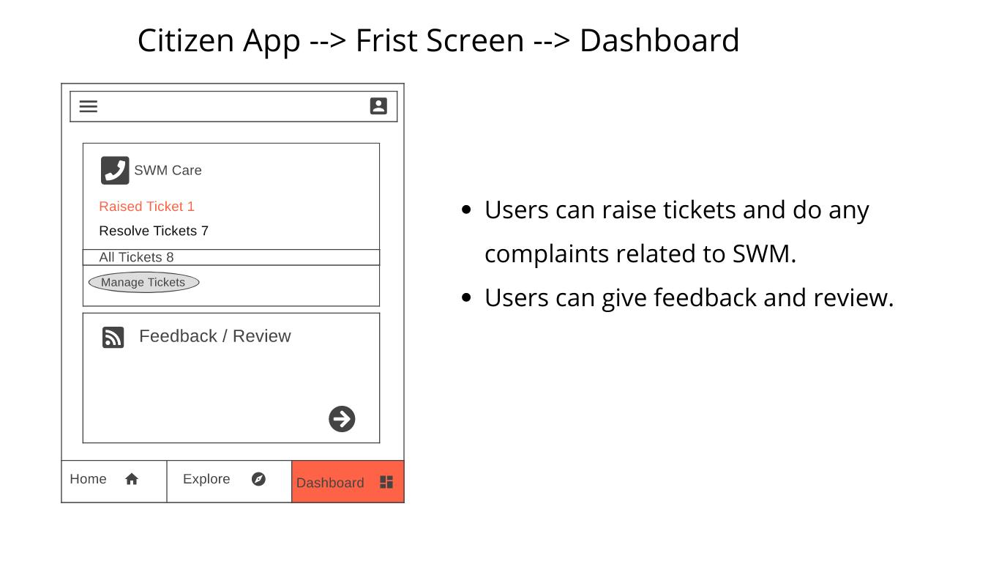 Citizen App --> Frist Screen --> Dashboard
SWM Care
Raised Ticket 1
Resolve Tickets 7
All Tickets 8
Manage Tickets
Feedback / Review
Home
Explore
Dashboard
• Users can raise tickets and do any
complaints related to SWM.
• Users can give feedback and review.